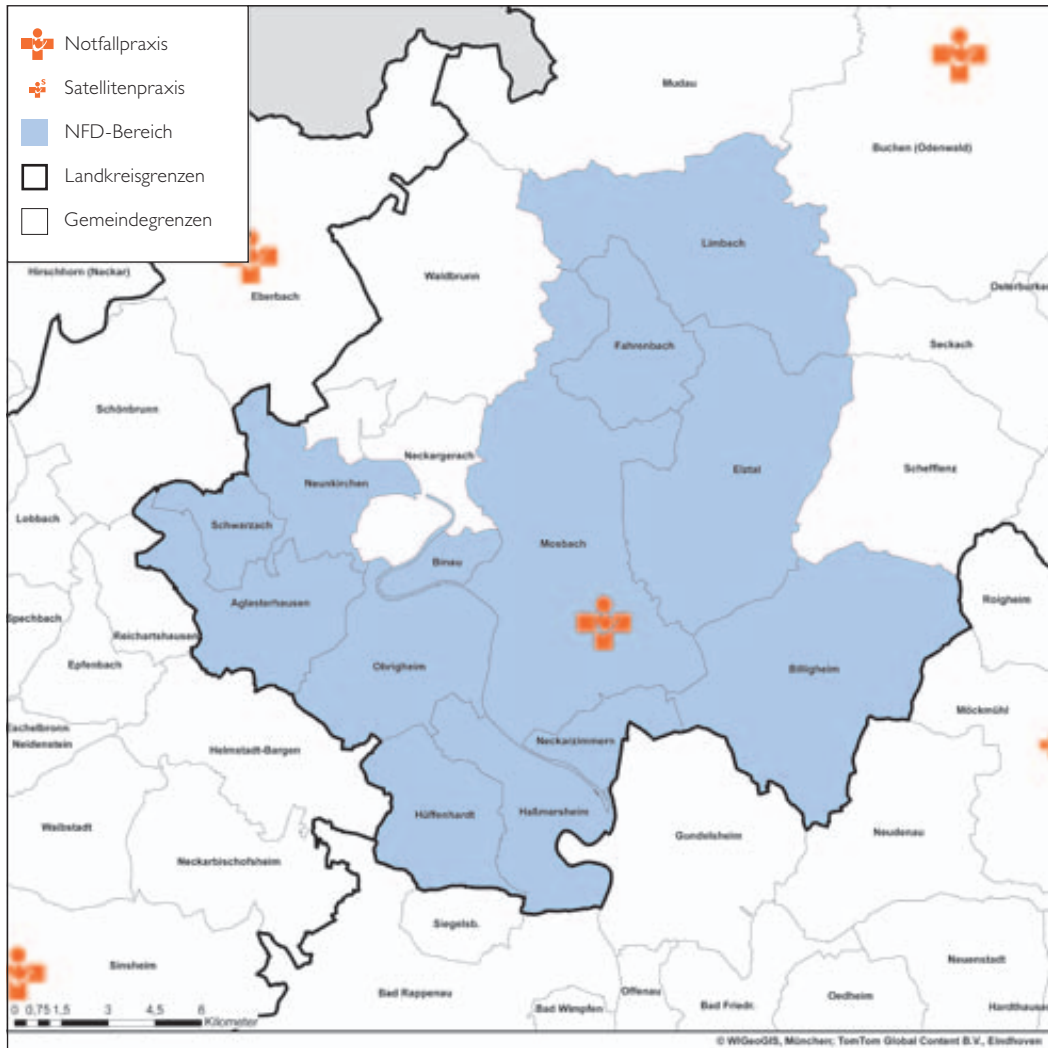 Notfallpraxis
Satellitenpraxis
NFD-Bereich
Landkreisgrenzen
Gemeindegrenzen
Mudau
Buchen (Odenwald)
Limbach
Hirschhorn (Neckar)
Waldbrunn
Osterburken
Eberbach
Seckach
Fahrenbach
Schönbrunn
Neckargerach
Elztal
Schefflenz
Neunkirchen
Lobbach
Schwarzach
Mosbach
Binau
Roigheim
Aglasterhausen
Spechbach
Reichartshausen
Epfenbach
Obrigheim
Billigheim
Möckmühl
Eschelbronn
Neidenstein
Helmstadt-Bargen
Neckarzimmern
Hüffenhardt
Haßmersheim
Waibstadt
Gundelsheim
Neudenau
Neckarbischofsheim
Siegelsb.
Sinsheim
Neuenstadt
Bad Rappenau
Offenau
Bad Friedr.
Oedheim
Bad Wimpfen
Hardthausen
0 0,75 1,5 3 4,5 6
Kilometer
© WIGeoGIS, München; TomTom Global Content B.V., Eindhoven